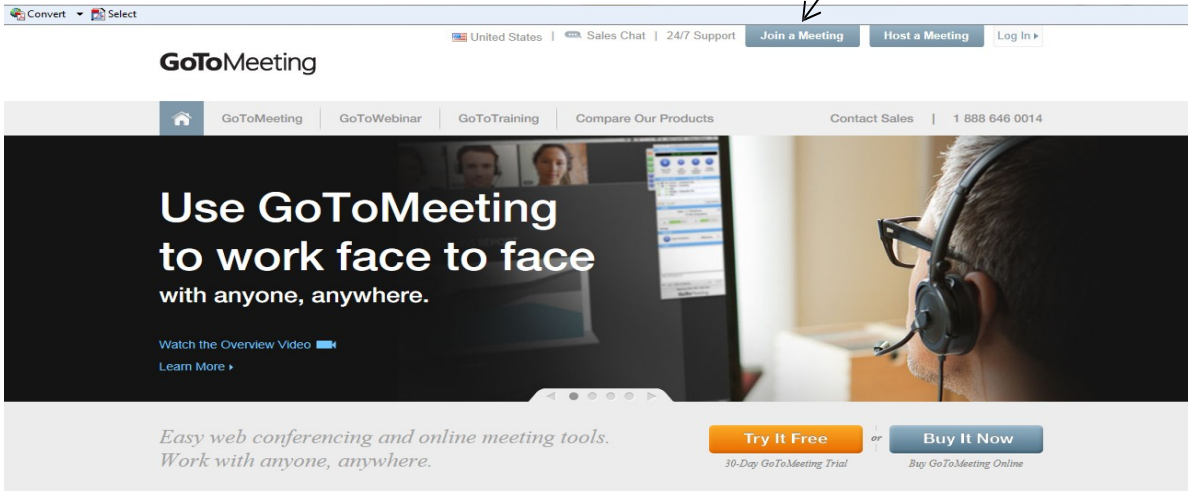 Convert Select
United States | Sales Chat | 24/7 Support Join a Meeting Host a Meeting Log In
GoToMeeting
GoToMeeting GoToWebinar GoToTraining Compare Our Products Contact Sales | 1 888 646 0014
Use GoToMeeting
to work face to face
with anyone, anywhere.
Watch the Overview Video
Learn More
Easy web conferencing and online meeting tools.
Work with anyone, anywhere.
Try It Free or Buy It Now
30-Day GoToMeeting Trial Buy GoToMeeting Online